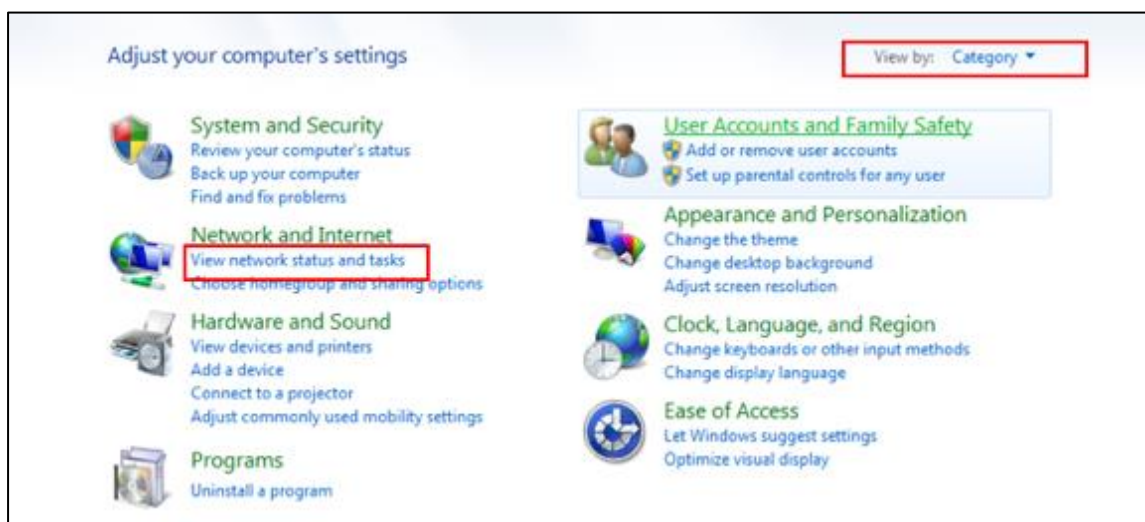 Adjust your computer's settings
View by: Category
System and Security
Review your computer's status
Back up your computer
Find and fix problems
Network and Internet
View network status and tasks
Choose homegroup and sharing options
Hardware and Sound
View devices and printers
Add a device
Connect to a projector
Adjust commonly used mobility settings
Programs
Uninstall a program
User Accounts and Family Safety
Add or remove user accounts
Set up parental controls for any user
Appearance and Personalization
Change the theme
Change desktop background
Adjust screen resolution
Clock, Language, and Region
Change keyboards or other input methods
Change display language
Ease of Access
Let Windows suggest settings
Optimize visual display